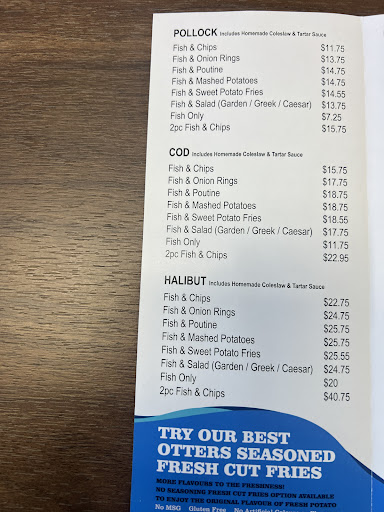 POLLOCK Includes Homemade Coleslaw & Tartar Sauce
Fish & Chips $11.75
Fish & Onion Rings $13.75
Fish & Poutine $14.75
Fish & Mashed Potatoes $14.75
Fish & Sweet Potato Fries $14.55
Fish & Salad (Garden / Greek / Caesar) $13.75
Fish Only $7.25
2pc Fish & Chips $15.75
COD Includes Homemade Coleslaw & Tartar Sauce
Fish & Chips $15.75
Fish & Onion Rings $17.75
Fish & Poutine $18.75
Fish & Mashed Potatoes $18.75
Fish & Sweet Potato Fries $18.55
Fish & Salad (Garden / Greek / Caesar) $17.75
Fish Only $11.75
2pc Fish & Chips $22.95
HALIBUT Includes Homemade Coleslaw & Tartar Sauce
Fish & Chips $22.75
Fish & Onion Rings $24.75
Fish & Poutine $25.75
Fish & Mashed Potatoes $25.75
Fish & Sweet Potato Fries $25.55
Fish & Salad (Garden / Greek / Caesar) $24.75
Fish Only $20
2pc Fish & Chips $40.75
TRY OUR BEST
OTTERS SEASONED
FRESH CUT FRIES
MORE FLAVOURS TO THE FRESHNESS!
NO SEASONING FRESH CUT FRIES OPTION AVAILABLE
TO ENJOY THE ORIGINAL FLAVOUR OF FRESH POTATO
No MSG Gluten Free No Artificial